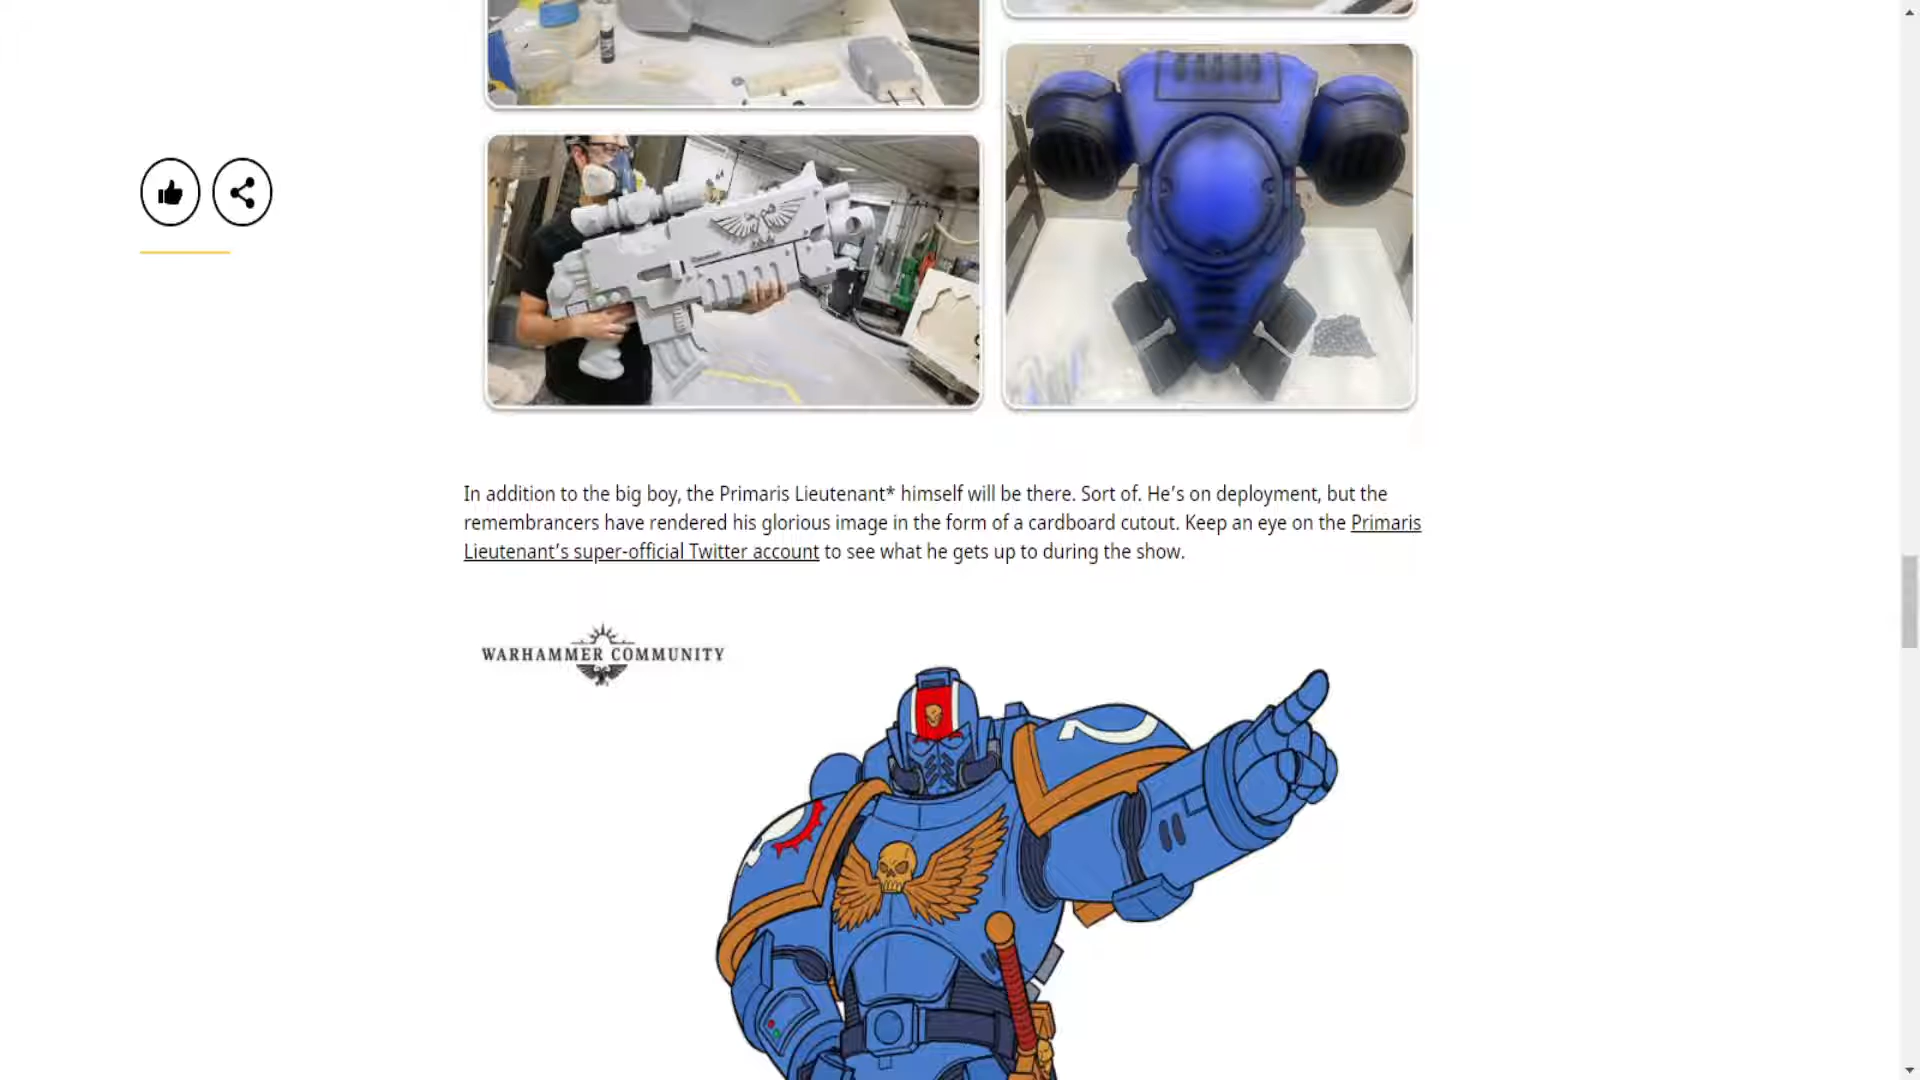 In addition to the big boy, the Primaris Lieutenant* himself will be there. Sort of. He’s on deployment, but the
remembrancers have rendered his glorious image in the form of a cardboard cutout. Keep an eye on the Primaris
Lieutenant’s super-official Twitter account to see what he gets up to during the show.
WARHAMMER COMMUNITY